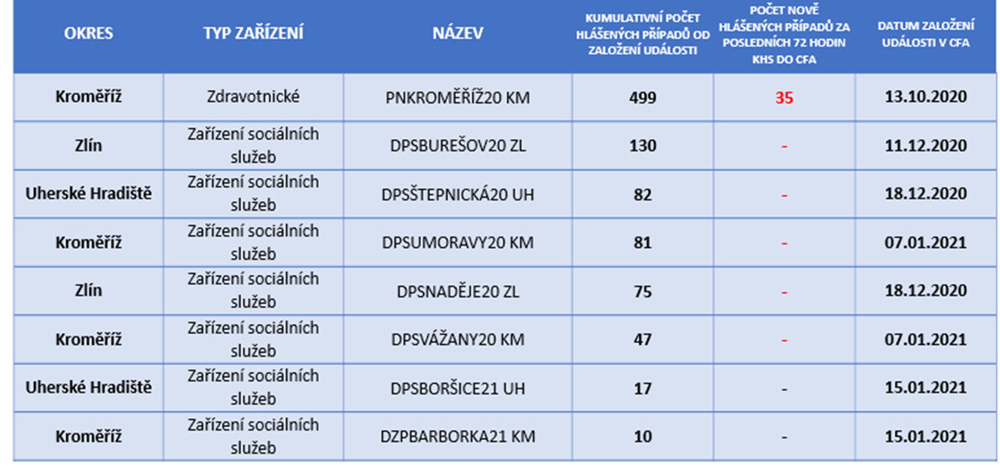 OKRES
TYP ZAŘÍZENÍ
NÁZEV
KUMULATIVNÍ POČET
HLÁŠENÝCH PŘÍPADŮ OD
ZALOŽENÍ UDÁLOSTI
POČET NOVĚ
HLÁŠENÝCH PŘÍPADŮ ZA
POSLEDNÍCH 72 HODIN
KHS DO CFA
DATUM ZALOŽENÍ
UDÁLOSTI V CFA
Kroměříž Zdravotnické PNKROMĚŘÍŽ20 KM 499 35 13.10.2020
Zlín Zařízení sociálních
služeb DPSBUREŠOV20 ZL 130 - 11.12.2020
Uherské Hradiště Zařízení sociálních
služeb DPSŠTEPNICKÁ20 UH 82 - 18.12.2020
Kroměříž Zařízení sociálních
služeb DPSUMORAVY20 KM 81 - 07.01.2021
Zlín Zařízení sociálních
služeb DPSNADĚJE20 ZL 75 - 18.12.2020
Kroměříž Zařízení sociálních
služeb DPSVÁŽANY20 KM 47 - 07.01.2021
Uherské Hradiště Zařízení sociálních
služeb DPSBORŠICE21 UH 17 - 15.01.2021
Kroměříž Zařízení sociálních
služeb DZPBARBORKA21 KM 10 - 15.01.2021